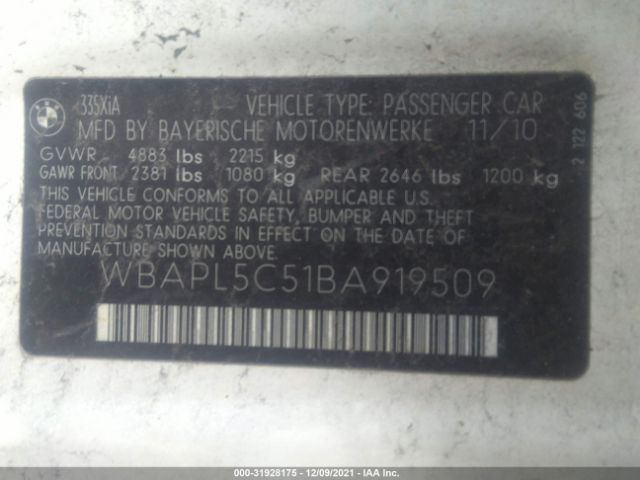 BMW
335XiA VEHICLE TYPE: PASSENGER CAR
MFD BY BAYERISCHE MOTORENWERKE 11/10
GVWR 4883 lbs 2215 kg
GAWR FRONT 2381 lbs 1080 kg REAR 2646 lbs 1200 kg
THIS VEHICLE CONFORMS TO ALL APPLICABLE U.S.
FEDERAL MOTOR VEHICLE SAFETY, BUMPER AND THEFT
PREVENTION STANDARDS IN EFFECT ON THE DATE OF
MANUFACTURE SHOWN ABOVE.
WBAPL5C51BA919509
2 122 606
000-31928175 - 12/09/2021 - IAA Inc.